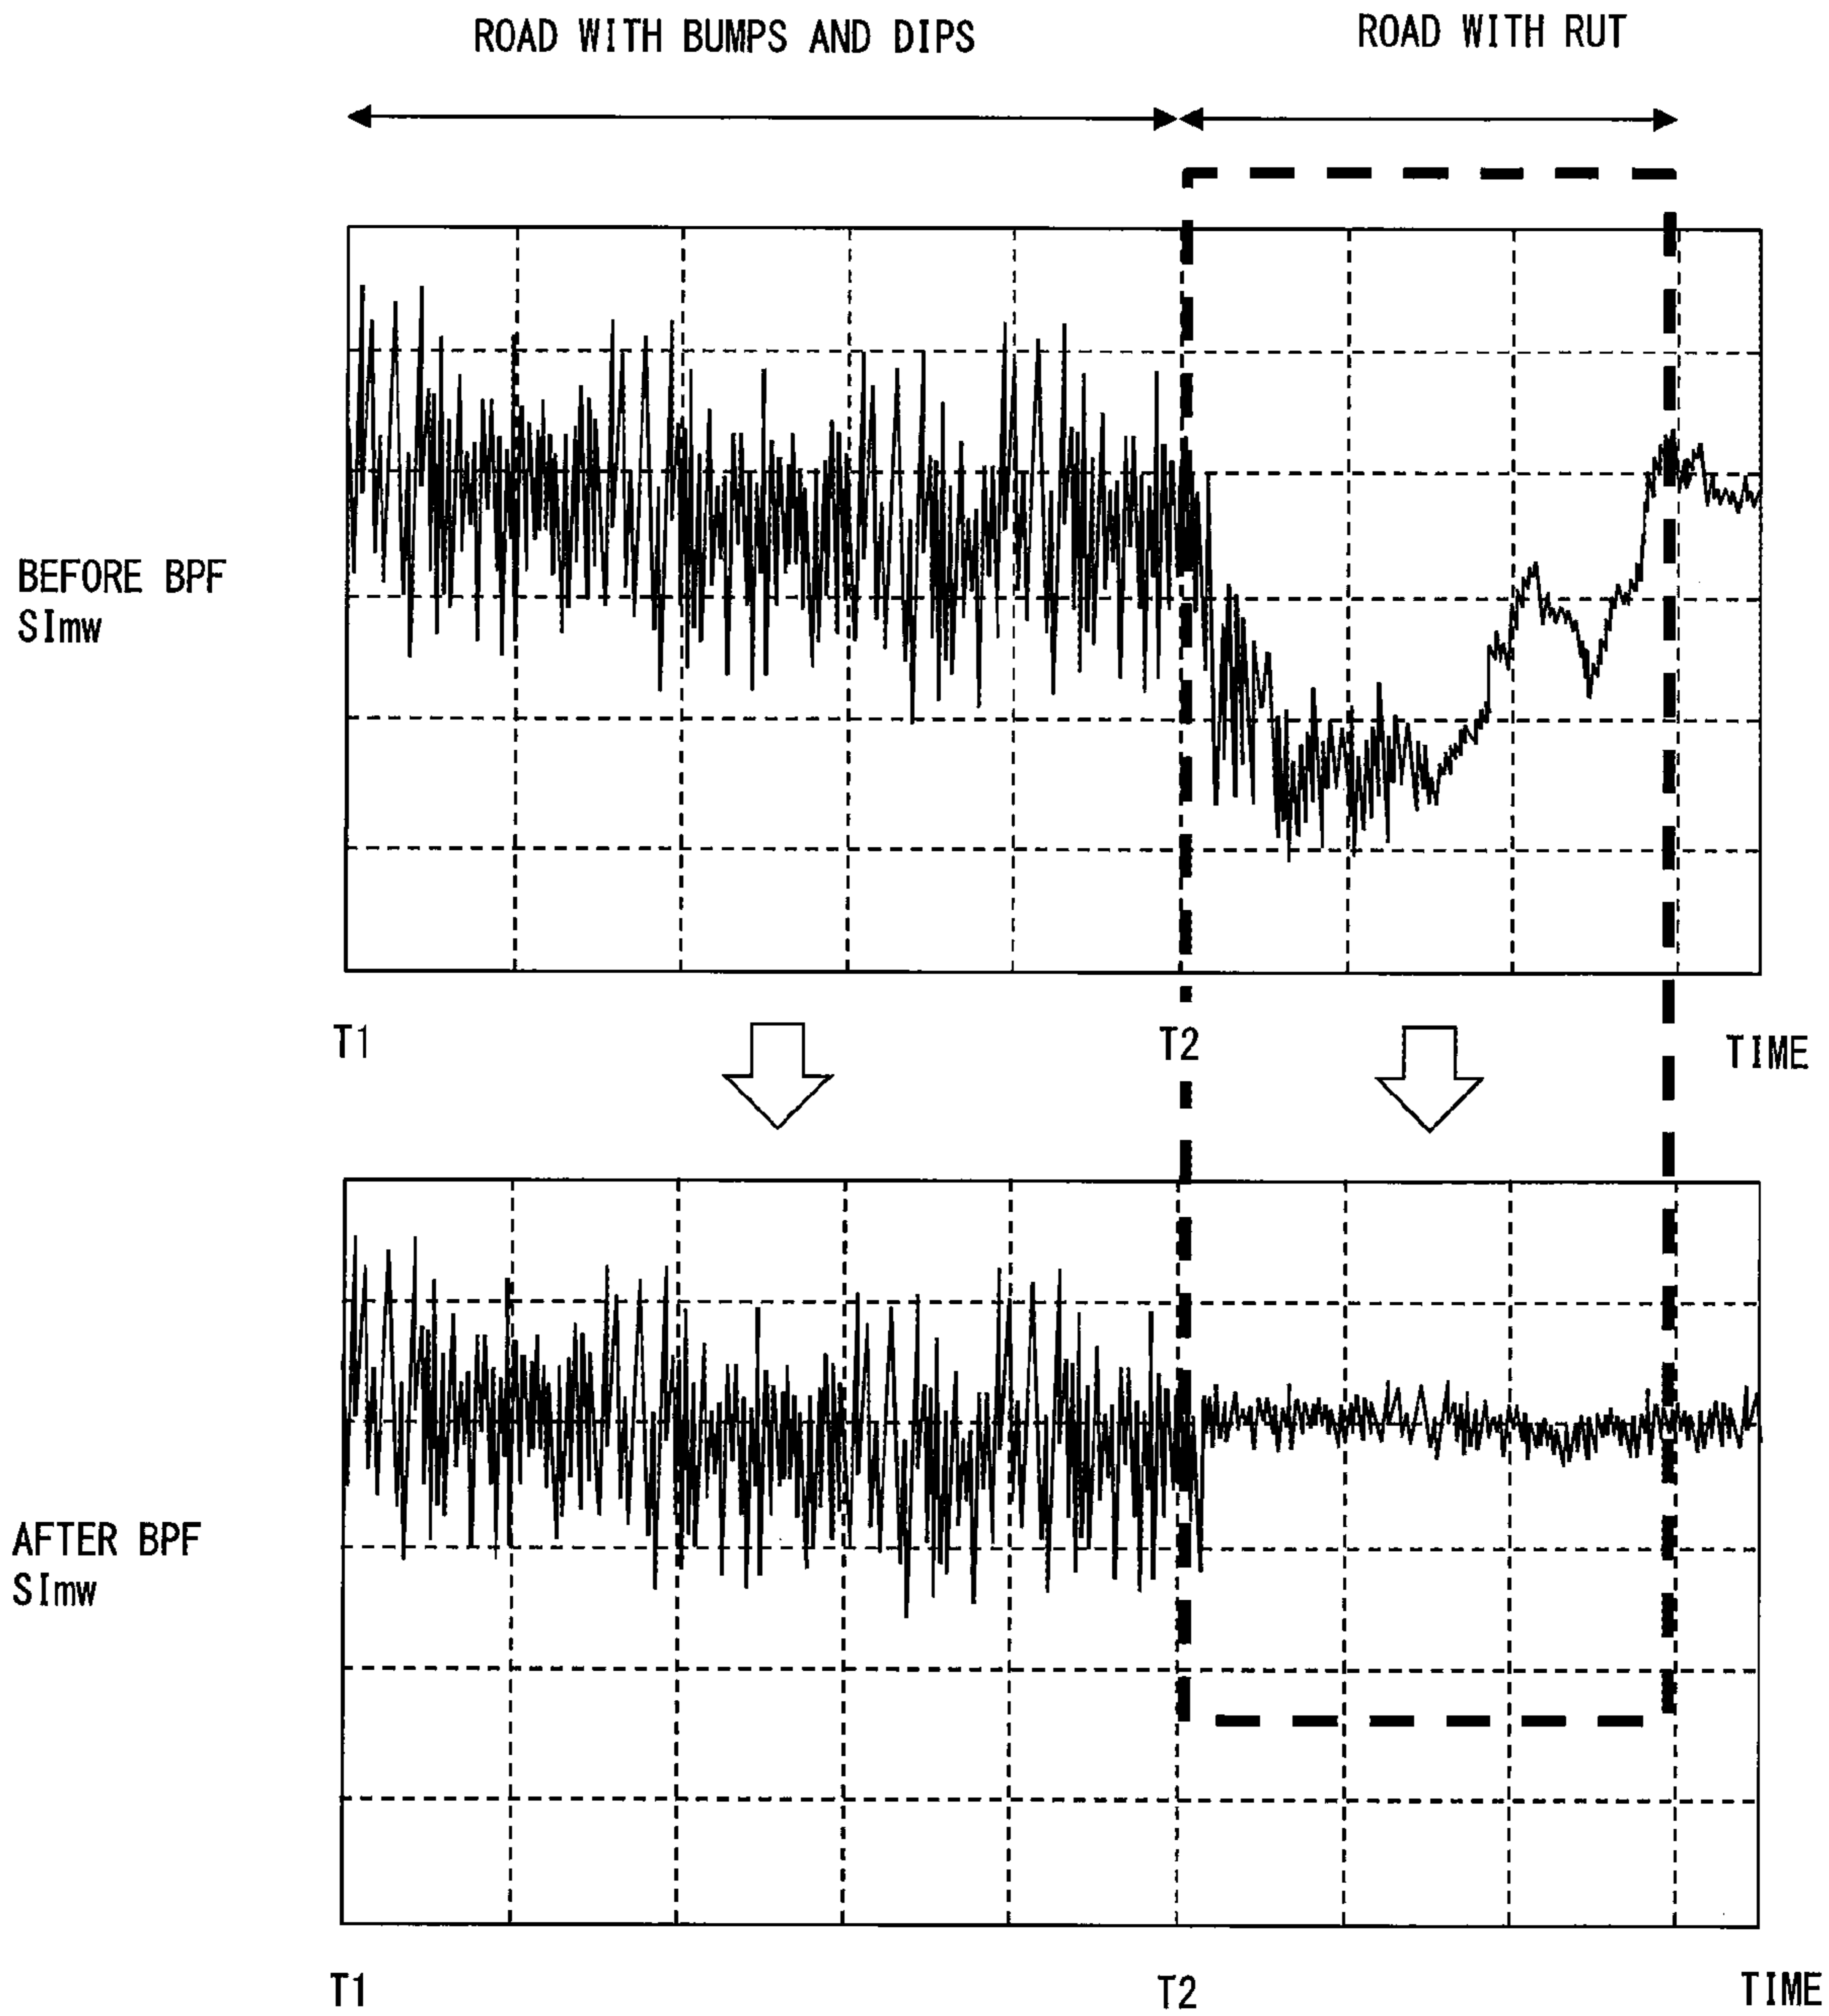 ROAD WITH BUMPS AND DIPS
ROAD WITH RUT
BEFORE BPF
SImw
T1
T2
TIME
AFTER BPF
SImw
T1
T2
TIME